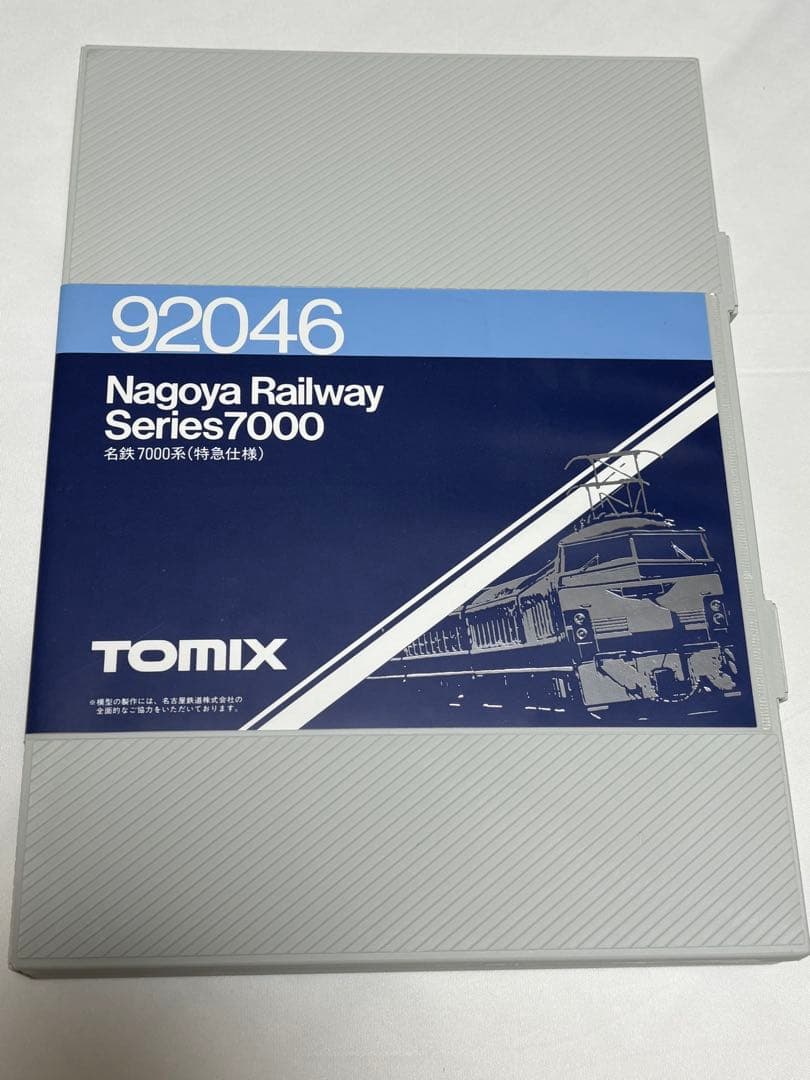 92046
Nagoya Railway
Series7000
名鉄7000系(特急仕様)
TOMIX
※模型の製作には、名古屋鉄道株式会社の
全面的なご協力をいただいております。